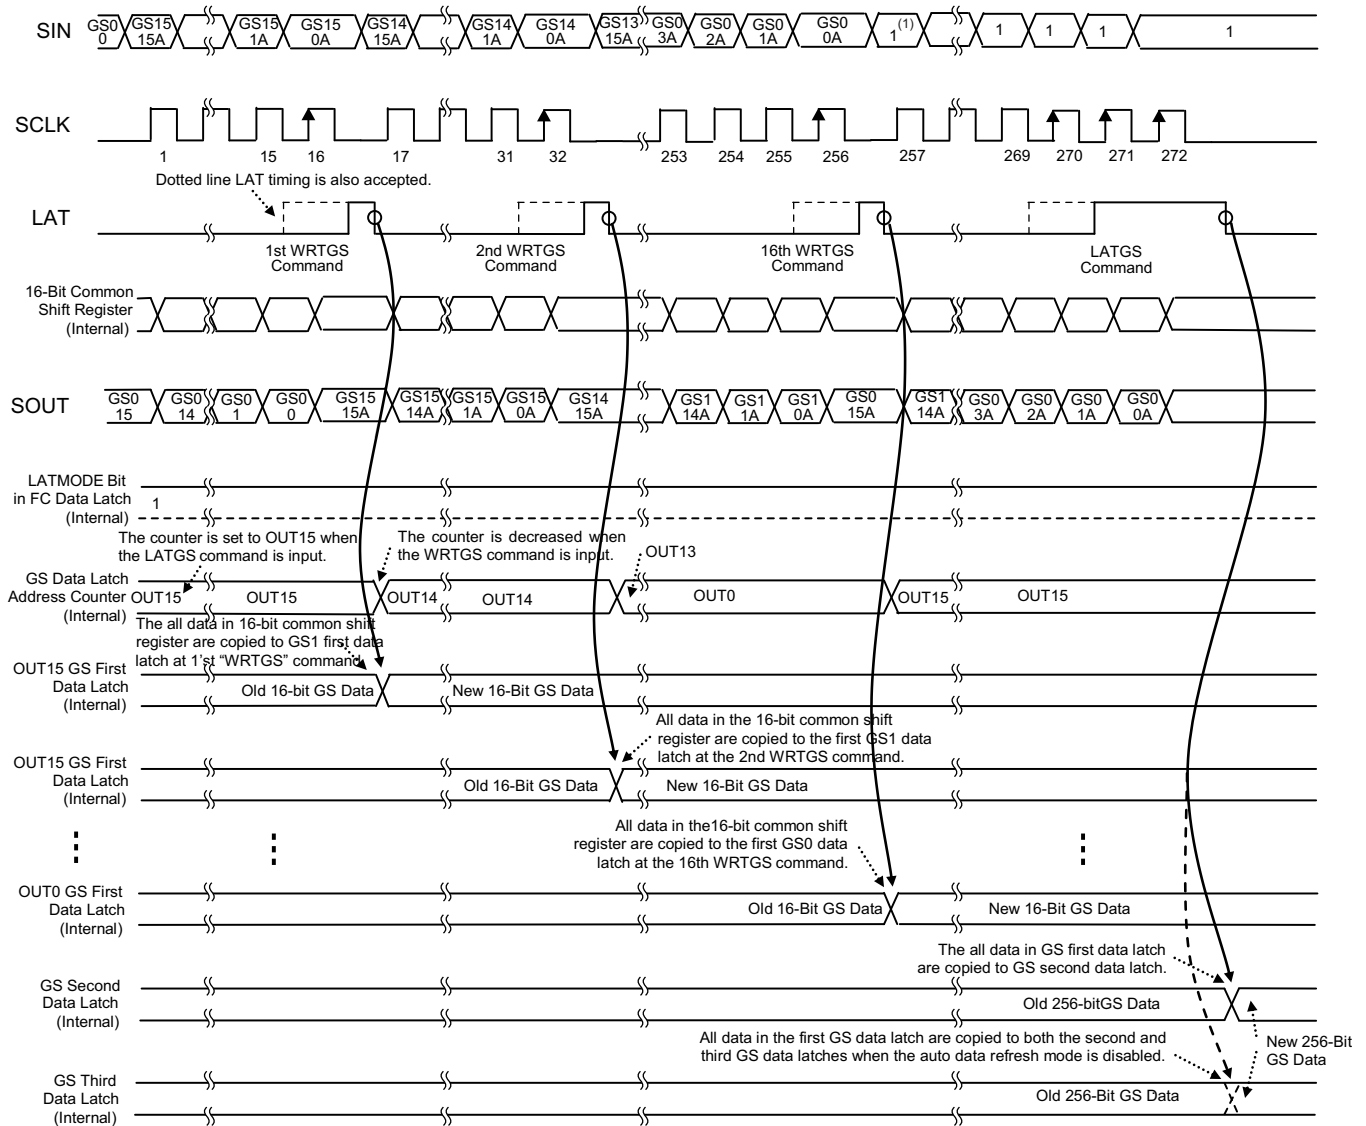 SIN
GS0 0
GS15 15A
GS15 1A
GS15 0A
GS14 15A
GS14 1A
GS14 0A
GS13 15A
GS0 3A
GS0 2A
GS0 1A
GS0 0A
1 (1)
1
1
1
1
SCLK
1
15
16
17
31
32
253
254
255
256
257
269
270
271
272
Dotted line LAT timing is also accepted.
LAT
1st WRTGS
Command
2nd WRTGS
Command
16th WRTGS
Command
LATGS
Command
16-Bit Common
Shift Register
(Internal)
SOUT
GS0 15
GS0 14
GS0 1
GS0 0
GS15 15A
GS15 14A
GS15 1A
GS15 0A
GS14 15A
GS1 14A
GS1 1A
GS1 0A
GS0 15A
GS1 14A
GS0 3A
GS0 2A
GS0 1A
GS0 0A
LATMODE Bit
in FC Data Latch
(Internal)
1
The counter is set to OUT15 when
the LATGS command is input.
The counter is decreased when
the WRTGS command is input.
OUT13
GS Data Latch
Address Counter
(Internal)
OUT15
OUT15
OUT14
OUT14
OUT0
OUT15
OUT15
The all data in 16-bit common shift
register are copied to GS1 first data
latch at 1'st "WRTGS" command
OUT15 GS First
Data Latch
(Internal)
Old 16-bit GS Data
New 16-Bit GS Data
All data in the 16-bit common shift
register are copied to the first GS1 data
latch at the 2nd WRTGS command.
OUT15 GS First
Data Latch
(Internal)
Old 16-Bit GS Data
New 16-Bit GS Data
All data in the16-bit common shift
register are copied to the first GS0 data
latch at the 16th WRTGS command.
OUT0 GS First
Data Latch
(Internal)
Old 16-Bit GS Data
New 16-Bit GS Data
The all data in GS first data latch
are copied to GS second data latch.
GS Second
Data Latch
(Internal)
Old 256-bitGS Data
All data in the first GS data latch are copied to both the second and
third GS data latches when the auto data refresh mode is disabled.
New 256-Bit
GS Data
GS Third
Data Latch
(Internal)
Old 256-Bit GS Data